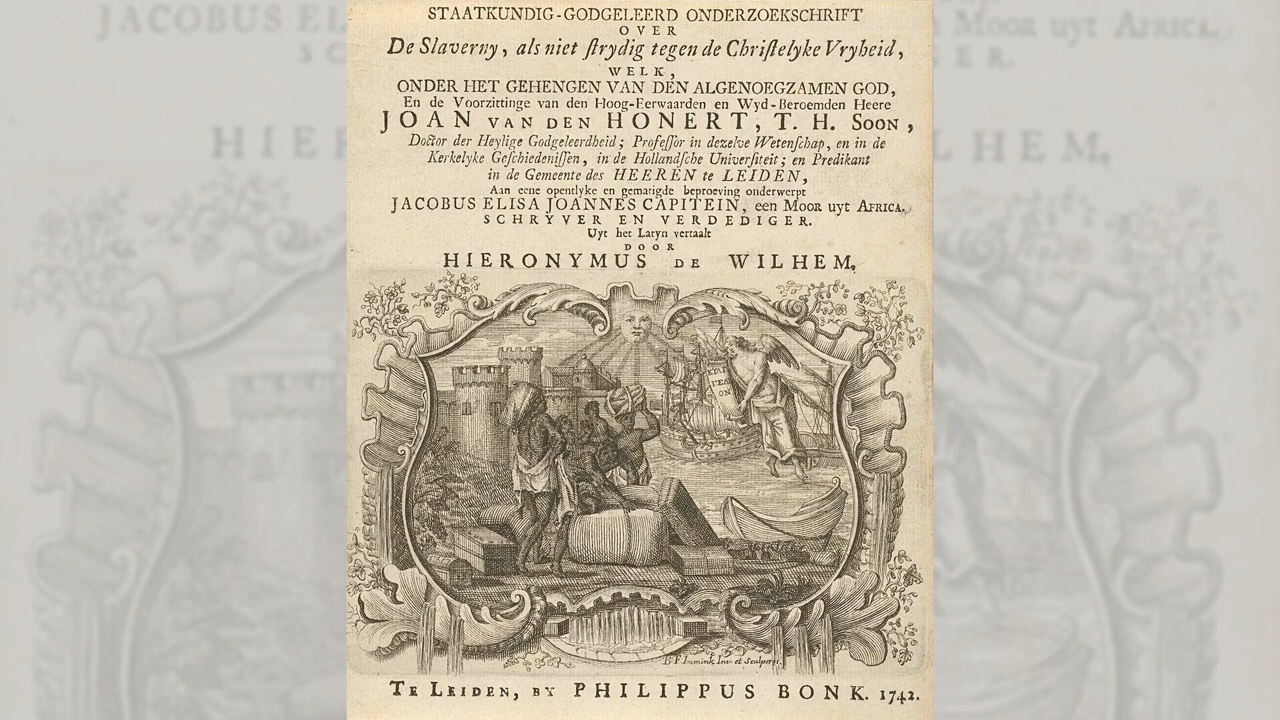 STAATKUNDIG-GODGELEERD ONDERZOEKSCHRIFT
OVER
De Slaverny, als niet ſtrydig tegen de Chriſtelyke Vryheid,
WELK,
ONDER HET GEHENGEN VAN DEN ALGENOEGZAMEN GOD,
En de Voorzittinge van den Hoog-Eerwaarden en Wyd-Beroemden Heere
JOAN VAN DEN HONERT, T. H. SOON,
Doctor der Heylige Godgeleerdheid; Profeſſor in dezelve Wetenſchap, en in de
Kerkelyke Geſchiedeniſſen, in de Hollandſche Univerſiteit; en Predikant
in de Gemeente des HEEREN te LEIDEN,
Aan eene opentlyke en gematigde beproeving onderwerpt
JACOBUS ELISA JOANNES CAPITEIN, een Moor uyt AFRICA.
SCHRYVER EN VERDEDIGER.
Uyt het Latyn vertaalt
DOOR
HIERONYMUS DE WILHEM,
Inv. et Sculpsit.
TE LEIDEN, BY PHILIPPUS BONK. 1742.